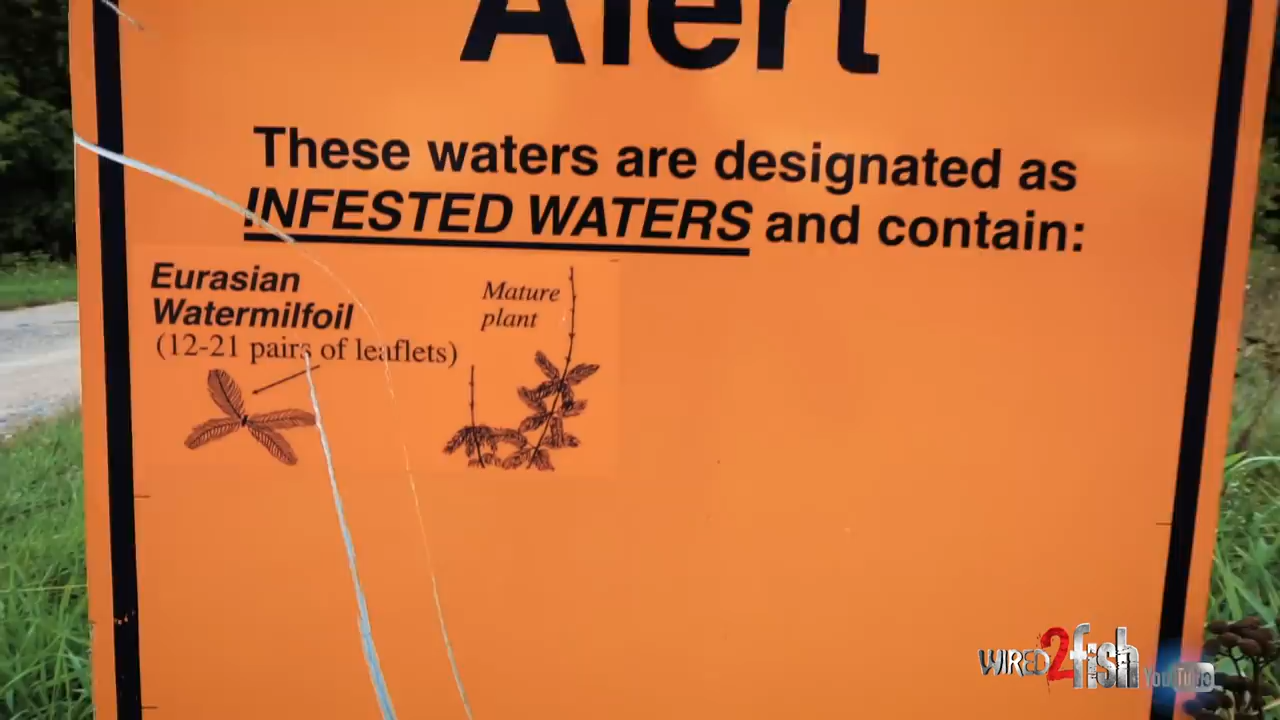 Alert
These waters are designated as
INFESTED WATERS and contain:
Eurasian
Watermilfoil
(12-21 pairs of leaflets)
Mature
plant
WIRED2fish
YouTube